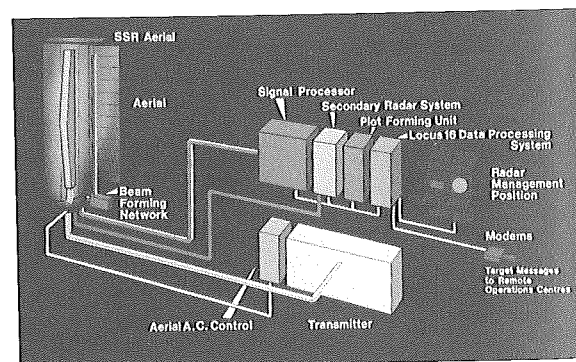 SSR Aerial
Aerial
Beam
Forming
Network
Signal Processor
Secondary Radar System
Plot Forming Unit
Locus 16 Data Processing
System
Radar
Management
Position
Modems
Target Messages
to Remote
Operations Centres
Aerial A.C. Control
Transmitter